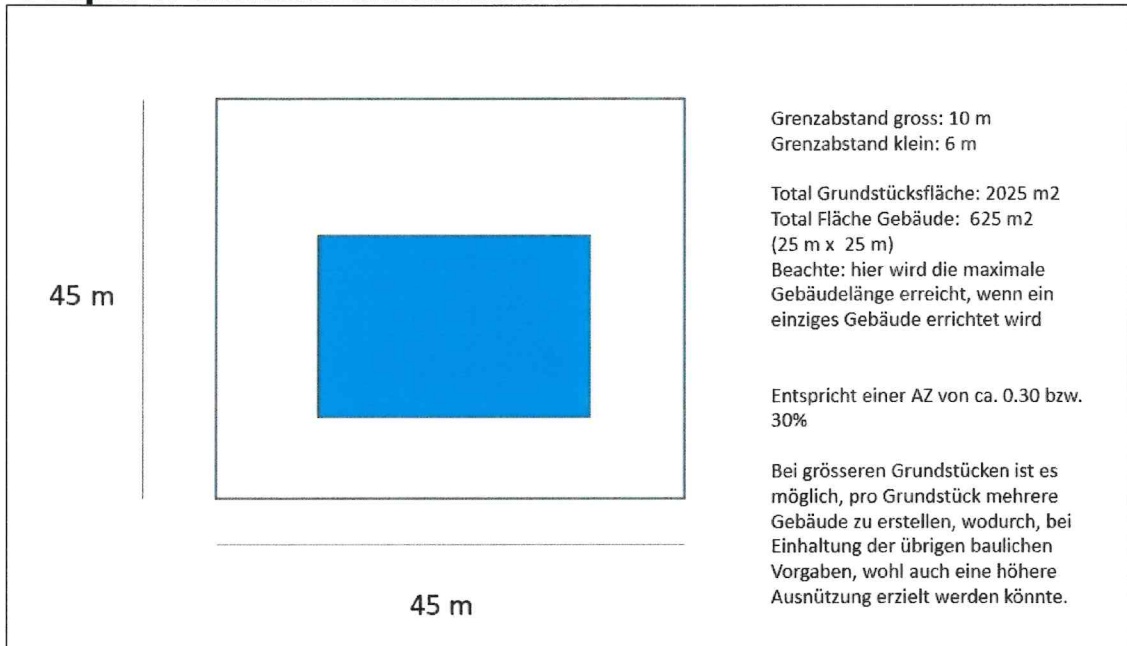 45 m
45 m
Grenzabstand gross: 10 m
Grenzabstand klein: 6 m
Total Grundstücksfläche: 2025 m2
Total Fläche Gebäude:  625 m2
(25 m x  25 m)
Beachte: hier wird die maximale
Gebäudelänge erreicht, wenn ein
einziges Gebäude errichtet wird
Entspricht einer AZ von ca. 0.30 bzw.
30%
Bei grösseren Grundstücken ist es
möglich, pro Grundstück mehrere
Gebäude zu erstellen, wodurch, bei
Einhaltung der übrigen baulichen
Vorgaben, wohl auch eine höhere
Ausnützung erzielt werden könnte.